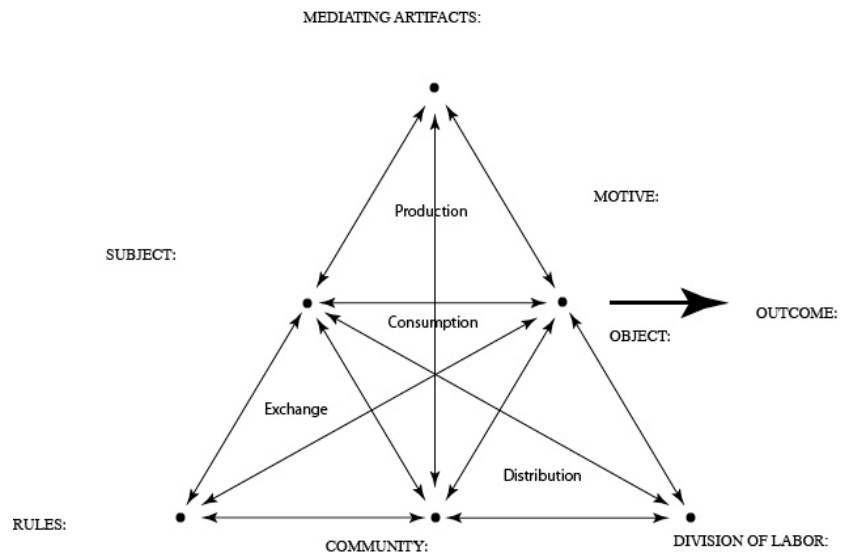 MEDIATING ARTIFACTS:
MOTIVE:
Production
SUBJECT:
OUTCOME:
Consumption
OBJECT:
Exchange
Distribution
RULES:
COMMUNITY:
DIVISION OF LABOR: